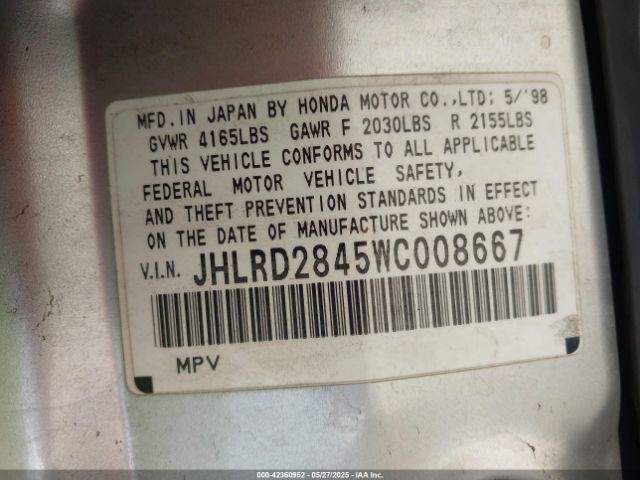 MFD. IN JAPAN BY HONDA MOTOR CO.,LTD; 5/'98
GVWR 4165LBS GAWR F 2030LBS R 2155LBS
THIS VEHICLE CONFORMS TO ALL APPLICABLE
FEDERAL MOTOR VEHICLE SAFETY,
AND THEFT PREVENTION STANDARDS IN EFFECT
ON THE DATE OF MANUFACTURE SHOWN ABOVE:
V.I.N. JHLRD2845WC008667
MPV
000-42360952 - 05/27/2025 - IAA Inc.